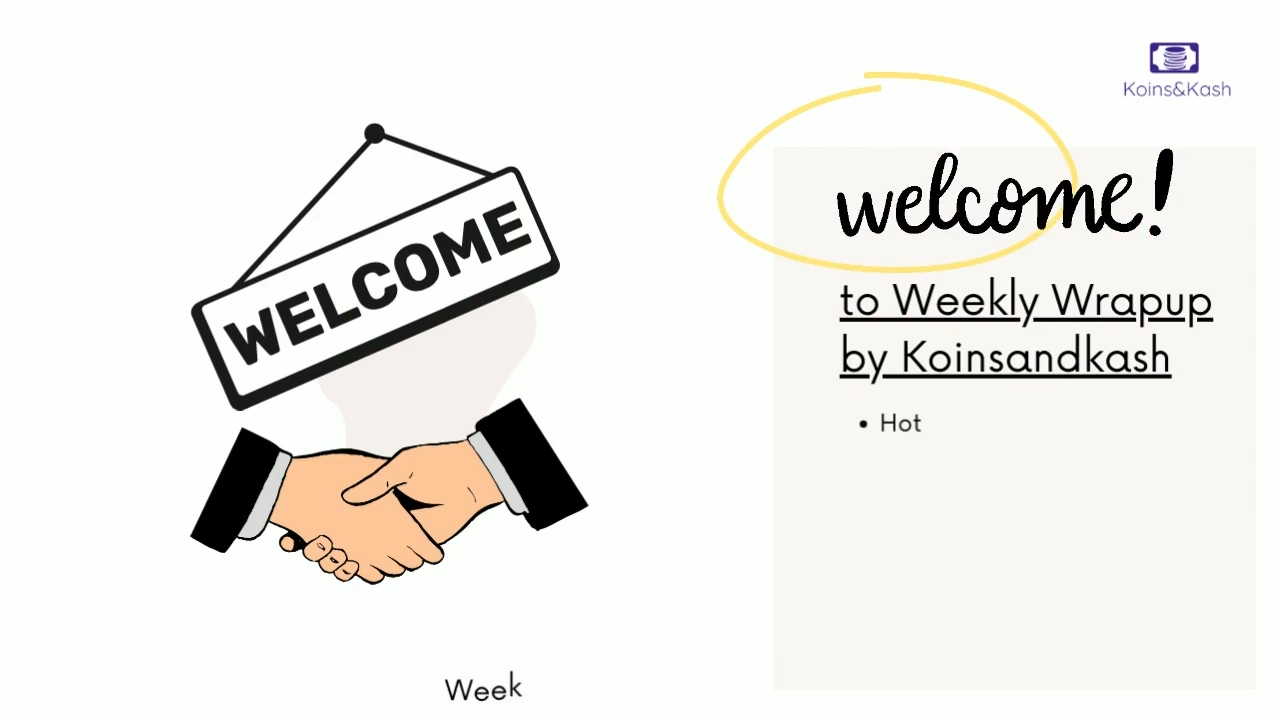 Koins&Kash
WELCOME
welcome!
to Weekly Wrapup
by Koinsandkash
• Hot
Week